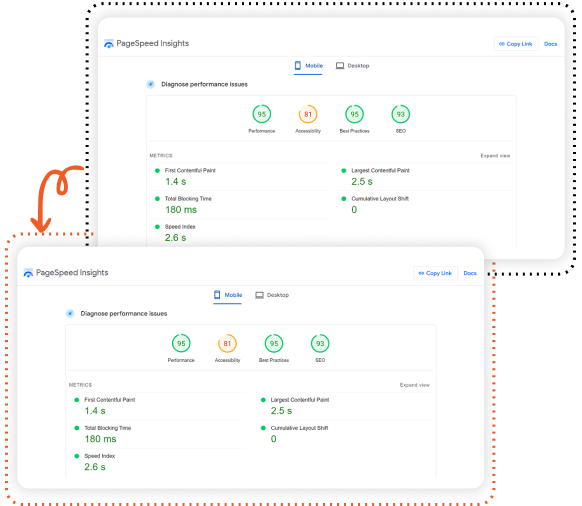 PageSpeed Insights
Copy Link Docs
Mobile Desktop
Diagnose performance issues
95 81 95 93
Performance Accessibility Best Practices SEO
METRICS Expand view
First Contentful Paint Largest Contentful Paint
1.4 s 2.5 s
Total Blocking Time Cumulative Layout Shift
180 ms 0
Speed Index
2.6 s
PageSpeed Insights
Copy Link Docs
Mobile Desktop
Diagnose performance issues
95 81 95 93
Performance Accessibility Best Practices SEO
METRICS Expand view
First Contentful Paint Largest Contentful Paint
1.4 s 2.5 s
Total Blocking Time Cumulative Layout Shift
180 ms 0
Speed Index
2.6 s